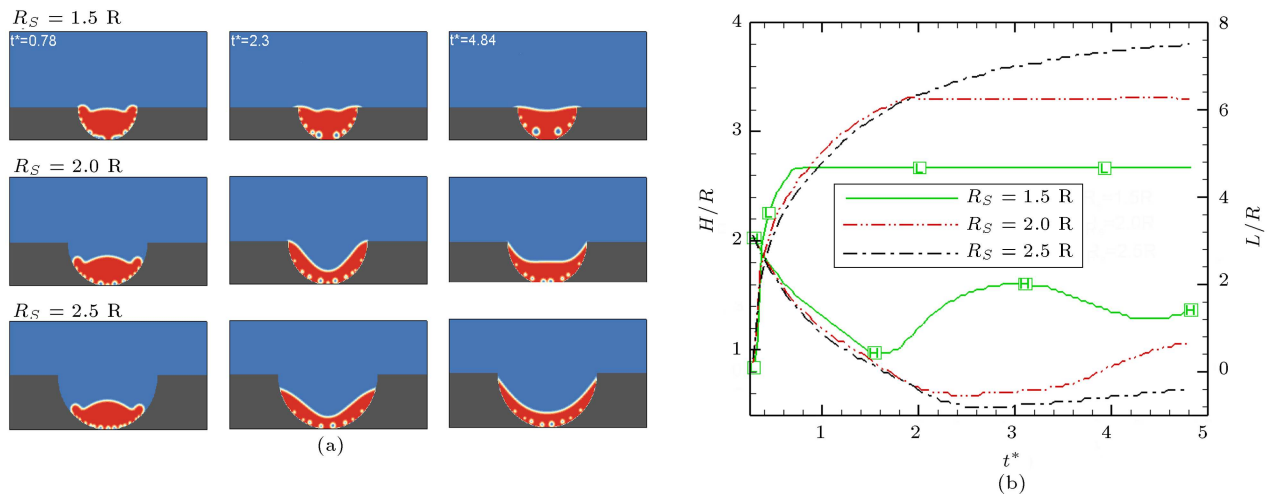 R_S = 1.5 R
t*=0.78
t*=2.3
t*=4.84
R_S = 2.0 R
R_S = 2.5 R
(a)
4
3
2
1
H/R
8
6
4
2
0
L/R
1
2
3
4
5
t*
L
L
L
L
H
H
H
H
R_S = 1.5 R
R_S = 2.0 R
R_S = 2.5 R
(b)